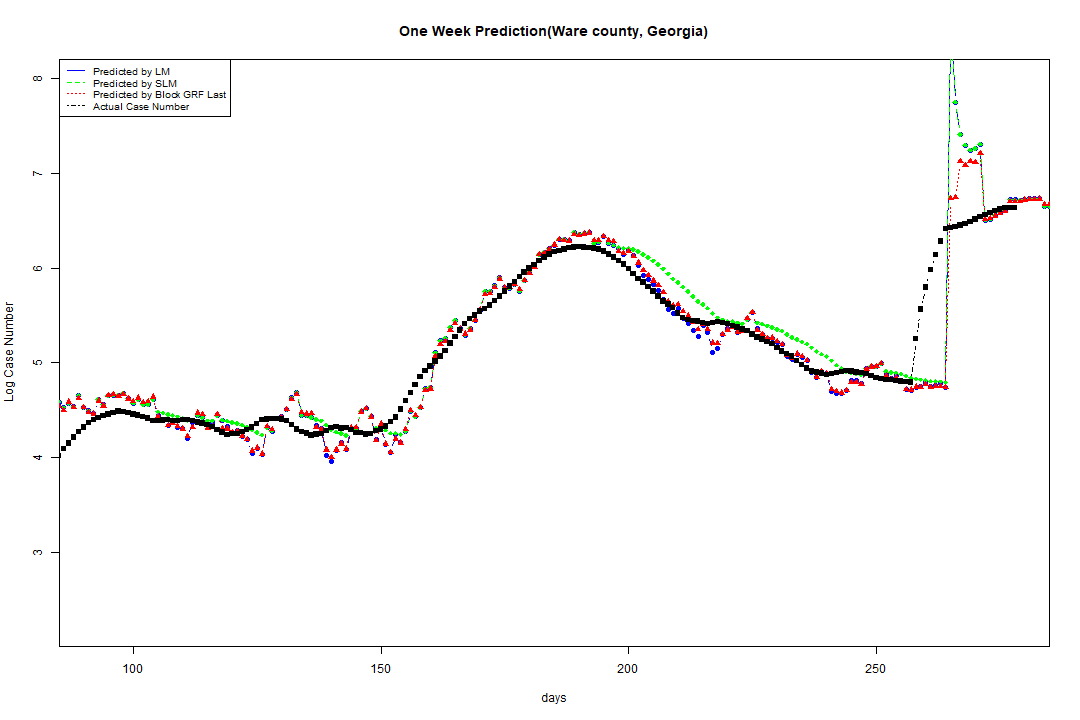 One Week Prediction(Ware county, Georgia)
Predicted by LM
Predicted by SLM
Predicted by Block GRF Last
Actual Case Number
8
7
6
5
4
3
Log Case Number
100 150 200 250
days